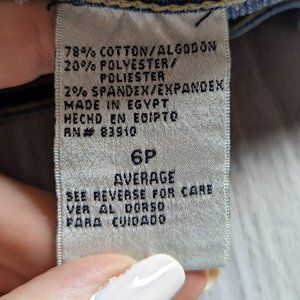 78% COTTON/ALGODON
20% POLYESTER/
POLIESTER
2% SPANDEX/EXPANDEX
MADE IN EGYPT
HECHO EN EGIPTO
RN# 83910
6P
AVERAGE
SEE REVERSE FOR CARE
VER AL DORSO
PARA CUIDADO